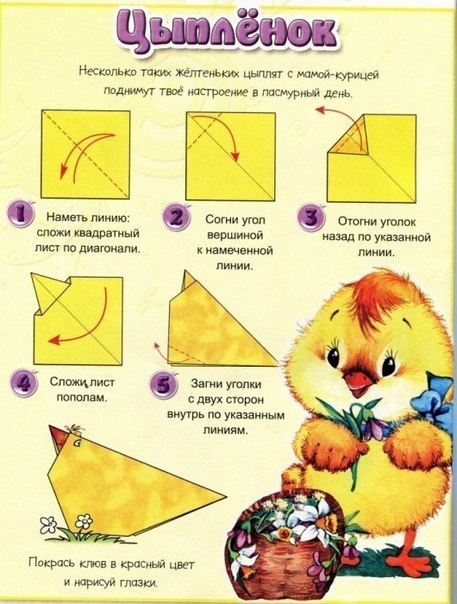 Цыплёнок
Несколько таких жёлтеньких цыплят с мамой-курицей
поднимут твоё настроение в пасмурный день.
1
Наметь линию:
сложи квадратный
лист по диагонали.
2
Согни угол
вершиной
к намеченной
линии.
3
Отогни уголок
назад по указанной
линии.
4
Сложи лист
пополам.
5
Загни уголки
с двух сторон
внутрь по указанным
линиям.
Покрась клюв в красный цвет
и нарисуй глазки.